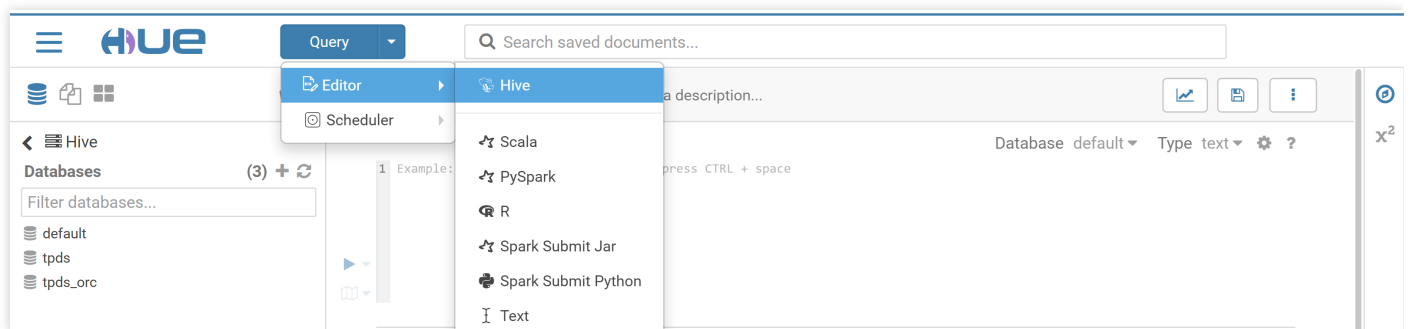 HUE
Query
Search saved documents...
Editor
Hive
a description...
Scheduler
Hive
Scala
Database default Type text ?
x²
Databases (3)
1 Example: press CTRL + space
PySpark
Filter databases...
R
default
Spark Submit Jar
tpds
tpds_orc
Spark Submit Python
Text